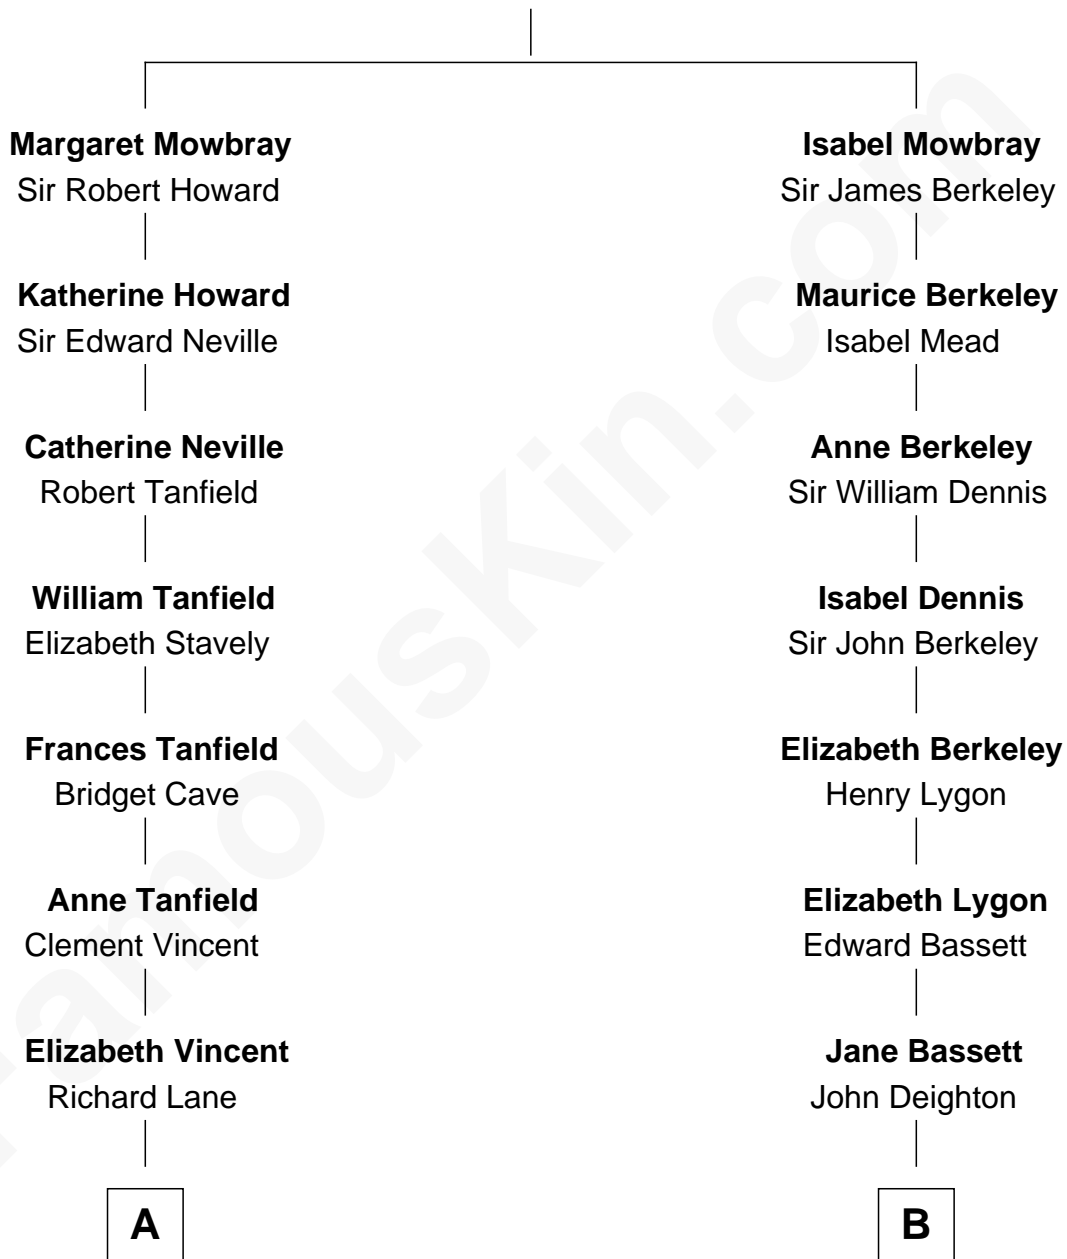 Margaret Mowbray
Sir Robert Howard
Katherine Howard
Sir Edward Neville
Catherine Neville
Robert Tanfield
William Tanfield
Elizabeth Stavely
Frances Tanfield
Bridget Cave
Anne Tanfield
Clement Vincent
Elizabeth Vincent
Richard Lane
A
Isabel Mowbray
Sir James Berkeley
Maurice Berkeley
Isabel Mead
Anne Berkeley
Sir William Dennis
Isabel Dennis
Sir John Berkeley
Elizabeth Berkeley
Henry Lygon
Elizabeth Lygon
Edward Bassett
Jane Bassett
John Deighton
B
FamousKin.com